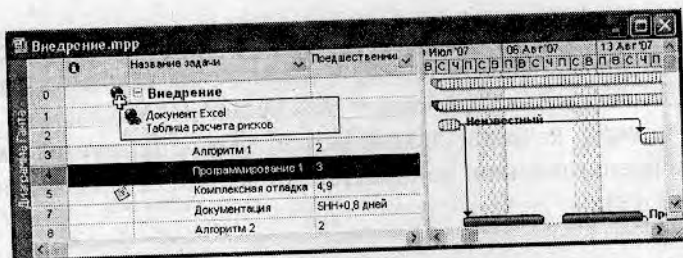 Внедрение.mpp
Название задачи Предшественни Июл '07 06 Авг '07 13 Авг '07
В С Ч П С В П В С Ч П С В П В С Ч П
0 Внедрение
1 Документ Excel
2 Таблица расчета рисков
Неизвестный
3 Алгоритм 1 2
4 Программирование 1 3
5 Комплексная отладка 4,9
7 Документация 5НН+0,8 дней
8 Алгоритм 2 2
Диаграмма Ганта